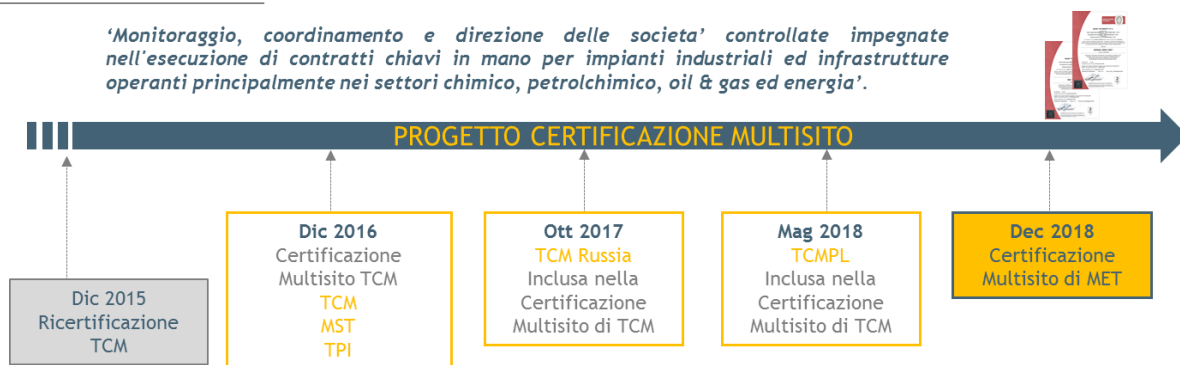 ‘Monitoraggio, coordinamento e direzione delle societa’ controllate impegnate
nell'esecuzione di contratti chiavi in mano per impianti industriali ed infrastrutture
operanti principalmente nei settori chimico, petrolchimico, oil & gas ed energia’.
PROGETTO CERTIFICAZIONE MULTISITO
Dic 2015
Ricertificazione
TCM
Dic 2016
Certificazione
Multisito TCM
TCM
MST
TPI
Ott 2017
TCM Russia
Inclusa nella
Certificazione
Multisito di TCM
Mag 2018
TCMPL
Inclusa nella
Certificazione
Multisito di TCM
Dec 2018
Certificazione
Multisito di MET